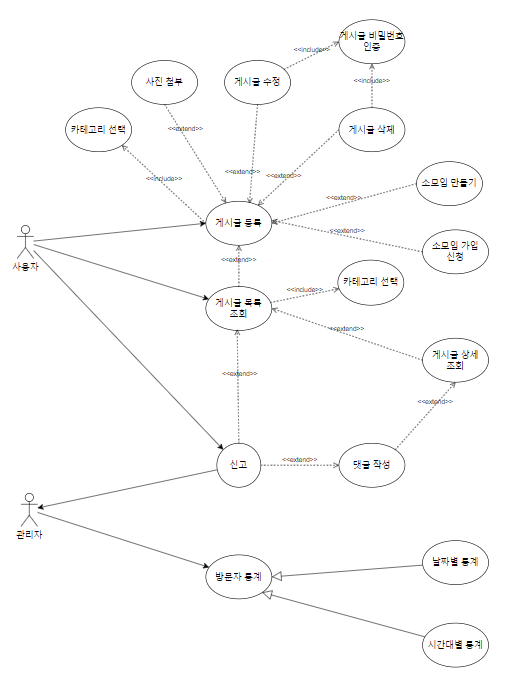 게시글 비밀번호
인증
<<include>>
사진 첨부
게시글 수정
<<include>>
카테고리 선택
<<extend>>
게시글 삭제
<<include>>
<<extend>>
<<extend>>
소모임 만들기
<<extend>>
게시글 등록
<<extend>>
소모임 가입
신청
사용자
<<extend>>
카테고리 선택
<<include>>
게시글 목록
조회
<<extend>>
게시글 상세
조회
<<extend>>
<<extend>>
신고
<<extend>>
댓글 작성
관리자
방문자 통계
날짜별 통계
시간대별 통계